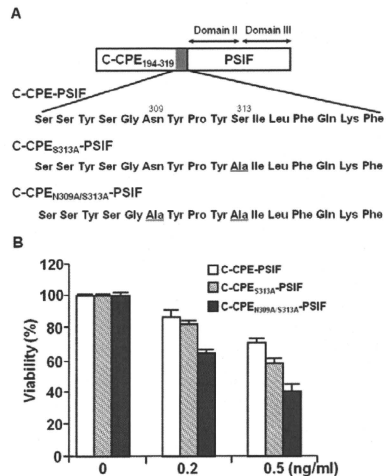 A
Domain II Domain III
C-CPE194-319 PSIF
C-CPE-PSIF
309 313
Ser Ser Tyr Ser Gly Asn Tyr Pro Tyr Ser Ile Leu Phe Gln Lys Phe
C-CPES313A-PSIF
Ser Ser Tyr Ser Gly Asn Tyr Pro Tyr Ala Ile Leu Phe Gln Lys Phe
C-CPEN309A/S313A-PSIF
Ser Ser Tyr Ser Gly Ala Tyr Pro Tyr Ala Ile Leu Phe Gln Lys Phe
B
Viability (%)
120
100
80
60
40
20
0
C-CPE-PSIF
C-CPES313A-PSIF
C-CPEN309A/S313A-PSIF
0 0.2 0.5 (ng/ml)